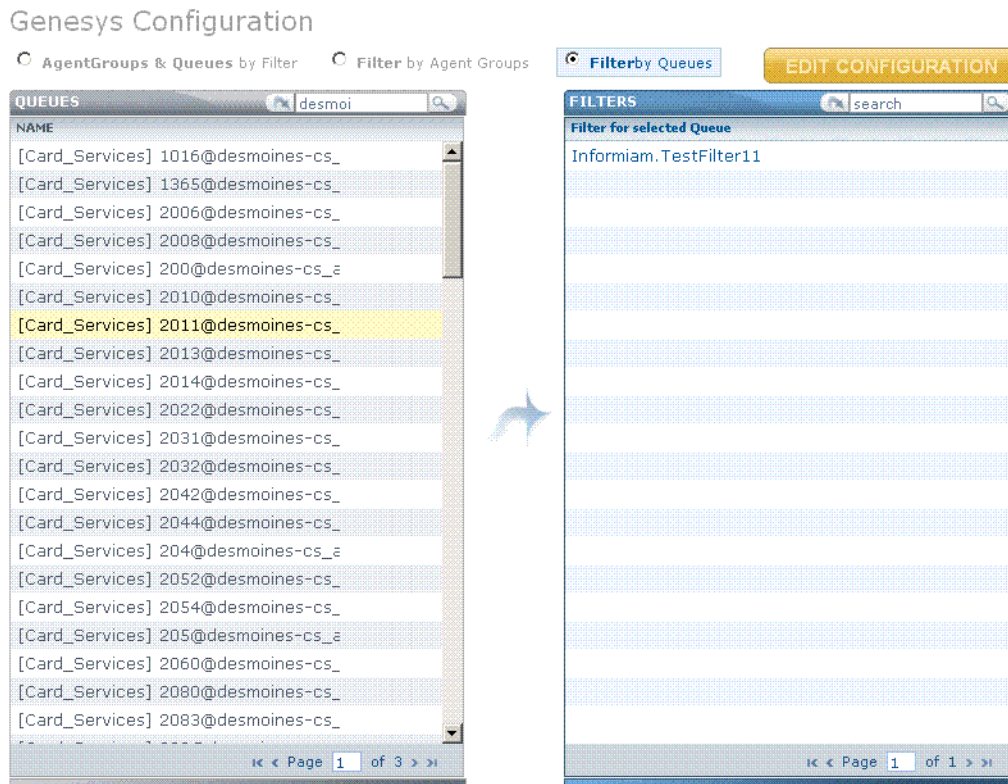 Genesys Configuration
AgentGroups & Queues by Filter
Filter by Agent Groups
Filterby Queues
EDIT CONFIGURATION
QUEUES
desmoi
NAME
[Card_Services] 1016@desmoines-cs_
[Card_Services] 1365@desmoines-cs_
[Card_Services] 2006@desmoines-cs_
[Card_Services] 2008@desmoines-cs_
[Card_Services] 200@desmoines-cs_a
[Card_Services] 2010@desmoines-cs_
[Card_Services] 2011@desmoines-cs_
[Card_Services] 2013@desmoines-cs_
[Card_Services] 2014@desmoines-cs_
[Card_Services] 2022@desmoines-cs_
[Card_Services] 2031@desmoines-cs_
[Card_Services] 2032@desmoines-cs_
[Card_Services] 2042@desmoines-cs_
[Card_Services] 2044@desmoines-cs_
[Card_Services] 204@desmoines-cs_a
[Card_Services] 2052@desmoines-cs_
[Card_Services] 2054@desmoines-cs_
[Card_Services] 205@desmoines-cs_a
[Card_Services] 2060@desmoines-cs_
[Card_Services] 2080@desmoines-cs_
[Card_Services] 2083@desmoines-cs_
Page 1 of 3
FILTERS
search
Filter for selected Queue
Informiam.TestFilter11
Page 1 of 1